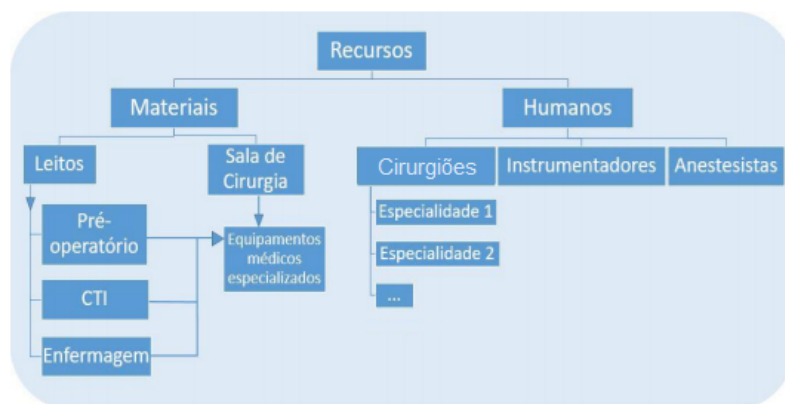 Recursos
Materiais
Humanos
Leitos
Sala de
Cirurgia
Cirurgiões
Instrumentadores
Anestesistas
Pré-
operatório
CTI
Enfermagem
Equipamentos
médicos
especializados
Especialidade 1
Especialidade 2
...